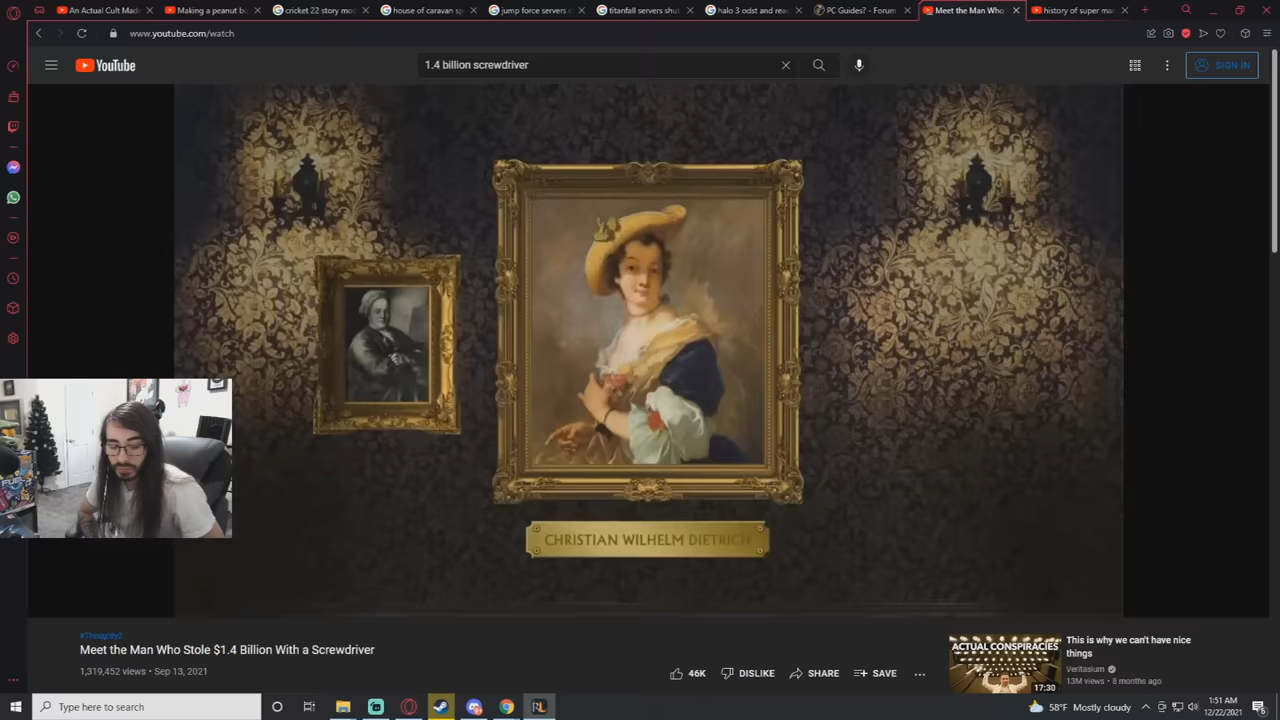 An Actual Cult Made
Making a peanut bu
cricket 22 story mod
house of caravan sp
jump force servers s
titanfall servers shut
halo 3 odst and reac
PC Guides? - Forum
Meet the Man Who
history of super mar
www.youtube.com/watch
YouTube
1.4 billion screwdriver
SIGN IN
CHRISTIAN WILHELM DIETRICH
#Thoughty2
Meet the Man Who Stole $1.4 Billion With a Screwdriver
1,319,452 views • Sep 13, 2021
46K
DISLIKE
SHARE
SAVE
ACTUAL CONSPIRACIES
17:30
This is why we can't have nice
things
Veritasium
13M views • 8 months ago
Type here to search
58°F Mostly cloudy
1:51 AM
12/22/2021